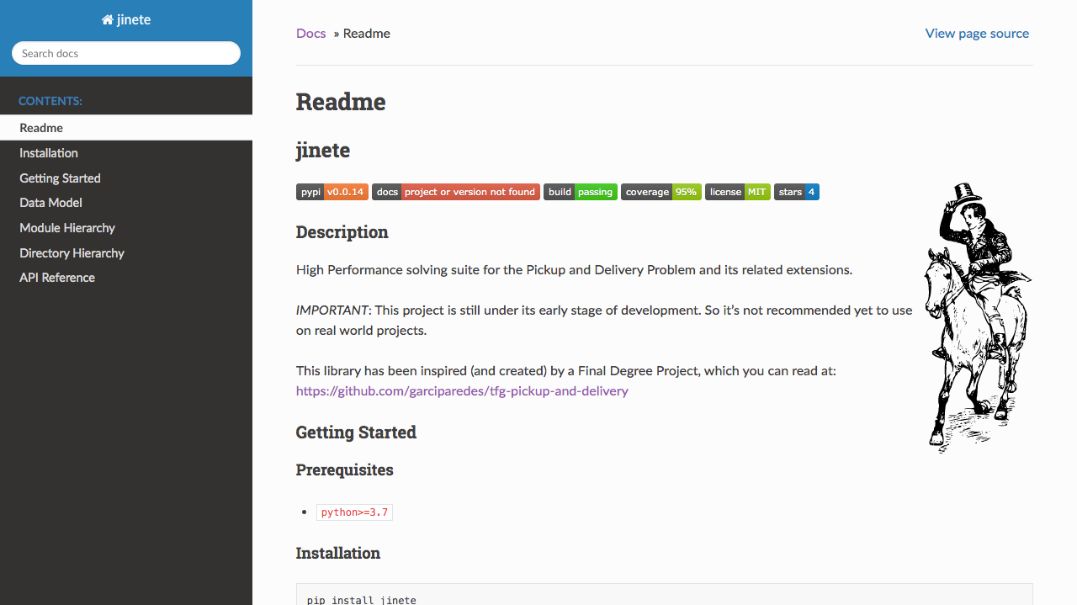 jinete
Search docs
CONTENTS:
Readme
Installation
Getting Started
Data Model
Module Hierarchy
Directory Hierarchy
API Reference
Docs » Readme
View page source
Readme
jinete
pypi v0.0.14 docs project or version not found build passing coverage 95% license MIT stars 4
Description
High Performance solving suite for the Pickup and Delivery Problem and its related extensions.
IMPORTANT: This project is still under its early stage of development. So it's not recommended yet to use
on real world projects.
This library has been inspired (and created) by a Final Degree Project, which you can read at:
https://github.com/garciparedes/tfg-pickup-and-delivery
Getting Started
Prerequisites
• python>=3.7
Installation
pip install jinete